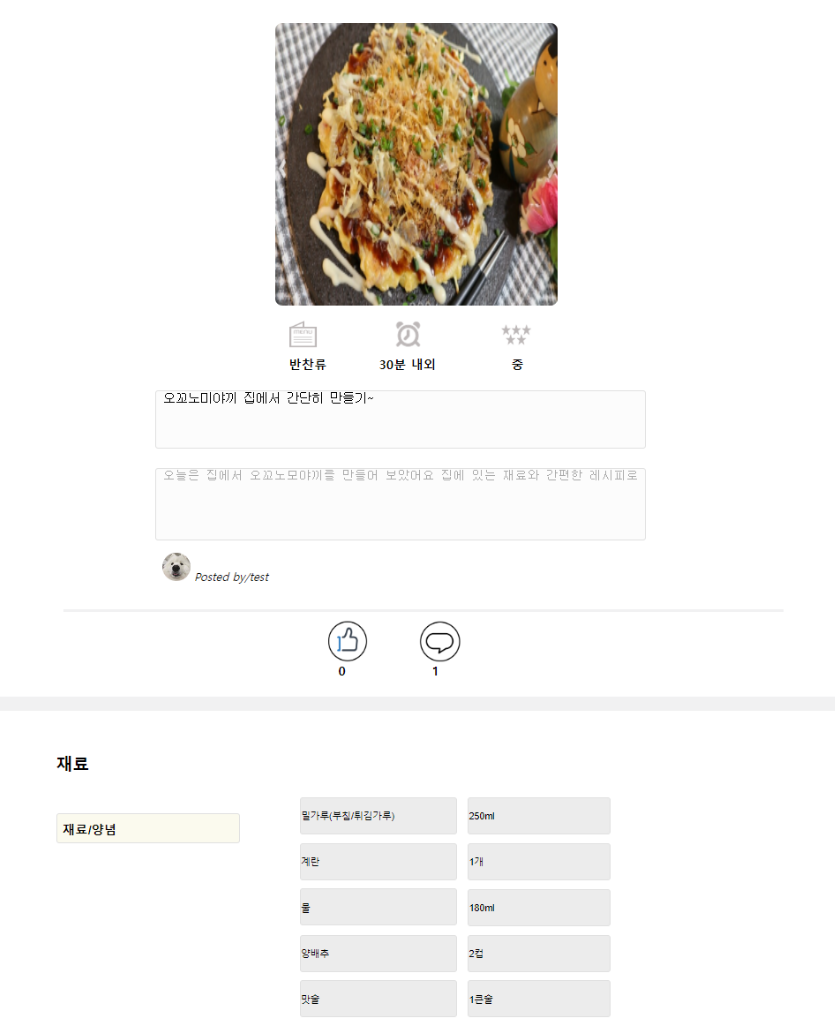 menu
반찬류
30분 내외
중
오꼬노미야끼 집에서 간단히 만들기~
오늘은 집에서 오꼬노모야끼를 만들어 보았어요 집에 있는 재료와 간편한 레시피로
Posted by/test
0
1
재료
재료/양념
밀가루(부침/튀김가루) 250ml
계란 1개
물 180ml
양배추 2컵
맛술 1큰술